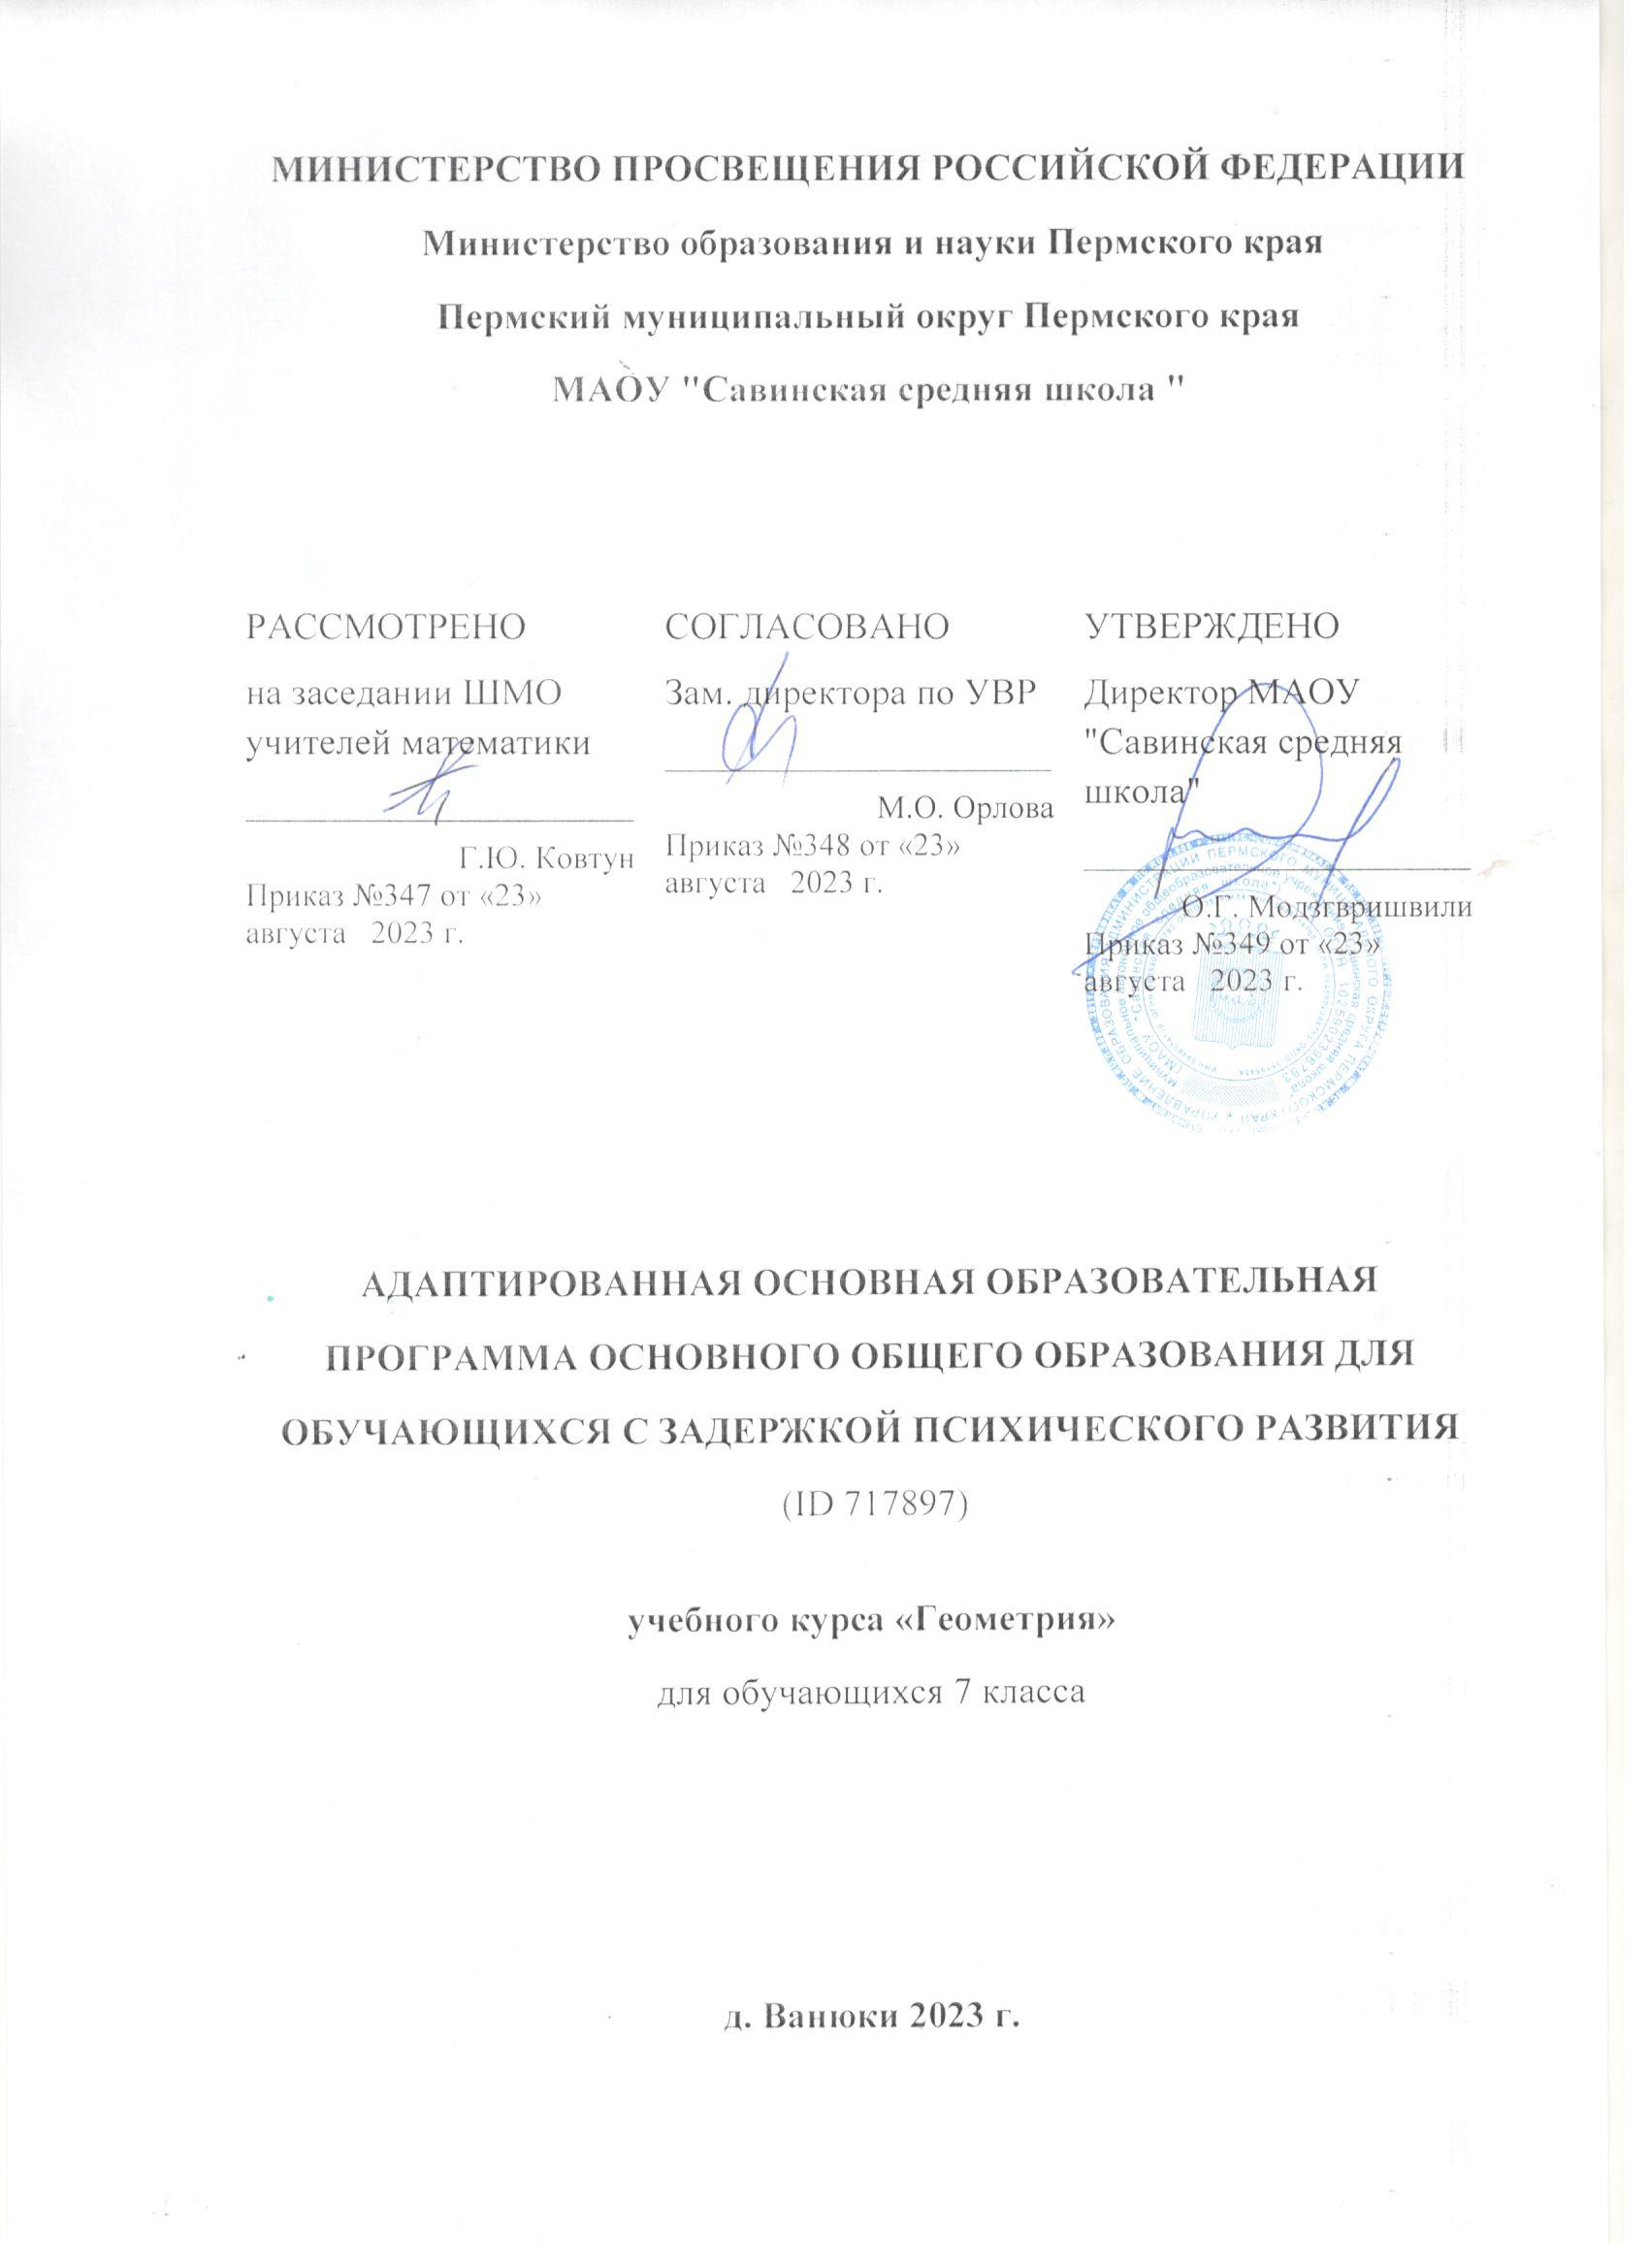 МИНИСТЕРСТВО ПРОСВЕЩЕНИЯ РОССИЙСКОЙ ФЕДЕРАЦИИ
Министерство образования и науки Пермского края
Пермский муниципальный округ Пермского края
МАОУ "Савинская средняя школа "
РАССМОТРЕНО
на заседании ШМО
учителей математики
Г.Ю. Ковтун
Приказ №347 от «23»
августа 2023 г.
СОГЛАСОВАНО
Зам. директора по УВР
М.О. Орлова
Приказ №348 от «23»
августа 2023 г.
УТВЕРЖДЕНО
Директор МАОУ
"Савинская средняя
школа"
О.Г. Модзгвришвили
Приказ №349 от «23»
августа 2023 г.
АДАПТИРОВАННАЯ ОСНОВНАЯ ОБРАЗОВАТЕЛЬНАЯ
ПРОГРАММА ОСНОВНОГО ОБЩЕГО ОБРАЗОВАНИЯ ДЛЯ
ОБУЧАЮЩИХСЯ С ЗАДЕРЖКОЙ ПСИХИЧЕСКОГО РАЗВИТИЯ
(ID 717897)
учебного курса «Геометрия»
для обучающихся 7 класса
д. Ванюки 2023 г.